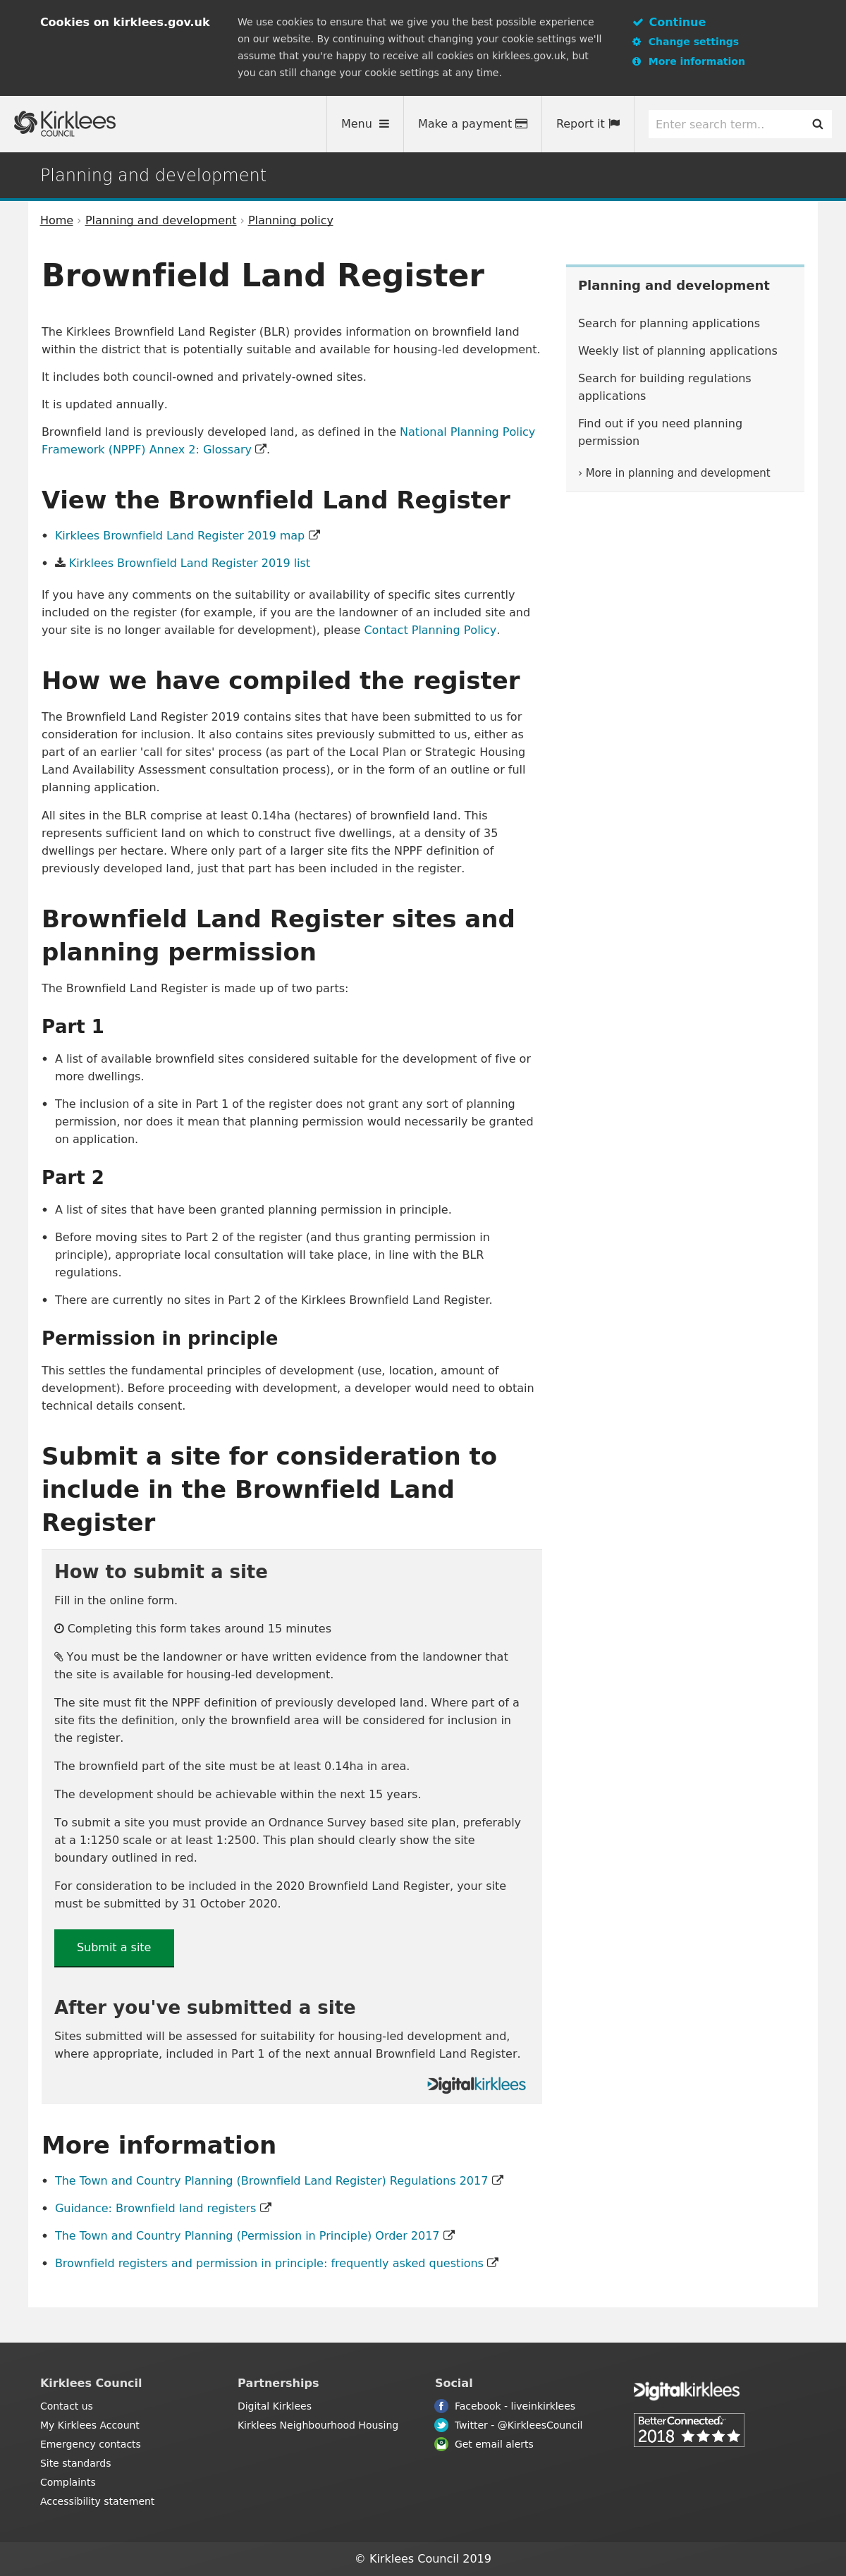 Cookies on kirklees.gov.uk
We use cookies to ensure that we give you the best possible experience
on our website. By continuing without changing your cookie settings we'll
assume that you're happy to receive all cookies on kirklees.gov.uk, but
you can still change your cookie settings at any time.
Continue
Change settings
More information
Kirklees
COUNCIL
Menu
Make a payment
Report it
Enter search term..
Planning and development
Home › Planning and development › Planning policy
Brownfield Land Register
The Kirklees Brownfield Land Register (BLR) provides information on brownfield land
within the district that is potentially suitable and available for housing-led development.
It includes both council-owned and privately-owned sites.
It is updated annually.
Brownfield land is previously developed land, as defined in the National Planning Policy
Framework (NPPF) Annex 2: Glossary .
View the Brownfield Land Register
• Kirklees Brownfield Land Register 2019 map
• Kirklees Brownfield Land Register 2019 list
If you have any comments on the suitability or availability of specific sites currently
included on the register (for example, if you are the landowner of an included site and
your site is no longer available for development), please Contact Planning Policy.
How we have compiled the register
The Brownfield Land Register 2019 contains sites that have been submitted to us for
consideration for inclusion. It also contains sites previously submitted to us, either as
part of an earlier 'call for sites' process (as part of the Local Plan or Strategic Housing
Land Availability Assessment consultation process), or in the form of an outline or full
planning application.
All sites in the BLR comprise at least 0.14ha (hectares) of brownfield land. This
represents sufficient land on which to construct five dwellings, at a density of 35
dwellings per hectare. Where only part of a larger site fits the NPPF definition of
previously developed land, just that part has been included in the register.
Brownfield Land Register sites and
planning permission
The Brownfield Land Register is made up of two parts:
Part 1
• A list of available brownfield sites considered suitable for the development of five or
more dwellings.
• The inclusion of a site in Part 1 of the register does not grant any sort of planning
permission, nor does it mean that planning permission would necessarily be granted
on application.
Part 2
• A list of sites that have been granted planning permission in principle.
• Before moving sites to Part 2 of the register (and thus granting permission in
principle), appropriate local consultation will take place, in line with the BLR
regulations.
• There are currently no sites in Part 2 of the Kirklees Brownfield Land Register.
Permission in principle
This settles the fundamental principles of development (use, location, amount of
development). Before proceeding with development, a developer would need to obtain
technical details consent.
Submit a site for consideration to
include in the Brownfield Land
Register
How to submit a site
Fill in the online form.
Completing this form takes around 15 minutes
You must be the landowner or have written evidence from the landowner that
the site is available for housing-led development.
The site must fit the NPPF definition of previously developed land. Where part of a
site fits the definition, only the brownfield area will be considered for inclusion in
the register.
The brownfield part of the site must be at least 0.14ha in area.
The development should be achievable within the next 15 years.
To submit a site you must provide an Ordnance Survey based site plan, preferably
at a 1:1250 scale or at least 1:2500. This plan should clearly show the site
boundary outlined in red.
For consideration to be included in the 2020 Brownfield Land Register, your site
must be submitted by 31 October 2020.
Submit a site
After you've submitted a site
Sites submitted will be assessed for suitability for housing-led development and,
where appropriate, included in Part 1 of the next annual Brownfield Land Register.
Digitalkirklees
More information
• The Town and Country Planning (Brownfield Land Register) Regulations 2017
• Guidance: Brownfield land registers
• The Town and Country Planning (Permission in Principle) Order 2017
• Brownfield registers and permission in principle: frequently asked questions
Planning and development
Search for planning applications
Weekly list of planning applications
Search for building regulations
applications
Find out if you need planning
permission
› More in planning and development
Kirklees Council
Contact us
My Kirklees Account
Emergency contacts
Site standards
Complaints
Accessibility statement
Partnerships
Digital Kirklees
Kirklees Neighbourhood Housing
Social
Facebook - liveinkirklees
Twitter - @KirkleesCouncil
Get email alerts
Digitalkirklees
BetterConnected:
2018 ★★★★
© Kirklees Council 2019